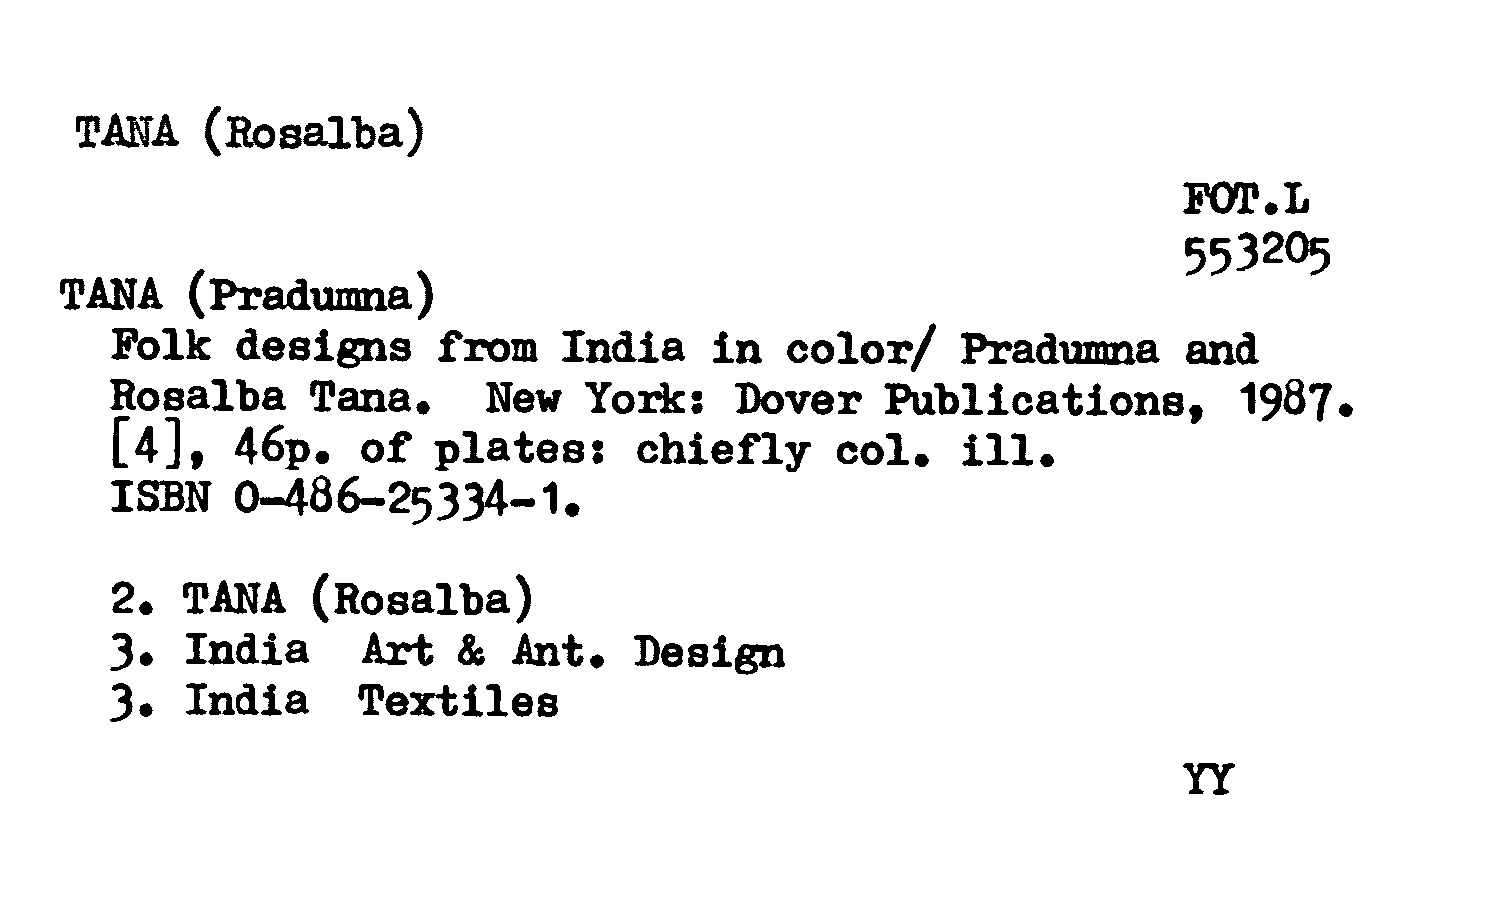 TANA (Rosalba)
FOT.L
553205
TANA (Pradumna)
Folk designs from India in color/ Pradumna and
Rosalba Tana. New York: Dover Publications, 1987.
[4], 46p. of plates: chiefly col. ill.
ISBN 0-486-25334-1.
2. TANA (Rosalba)
3. India Art & Ant. Design
3. India Textiles
YY